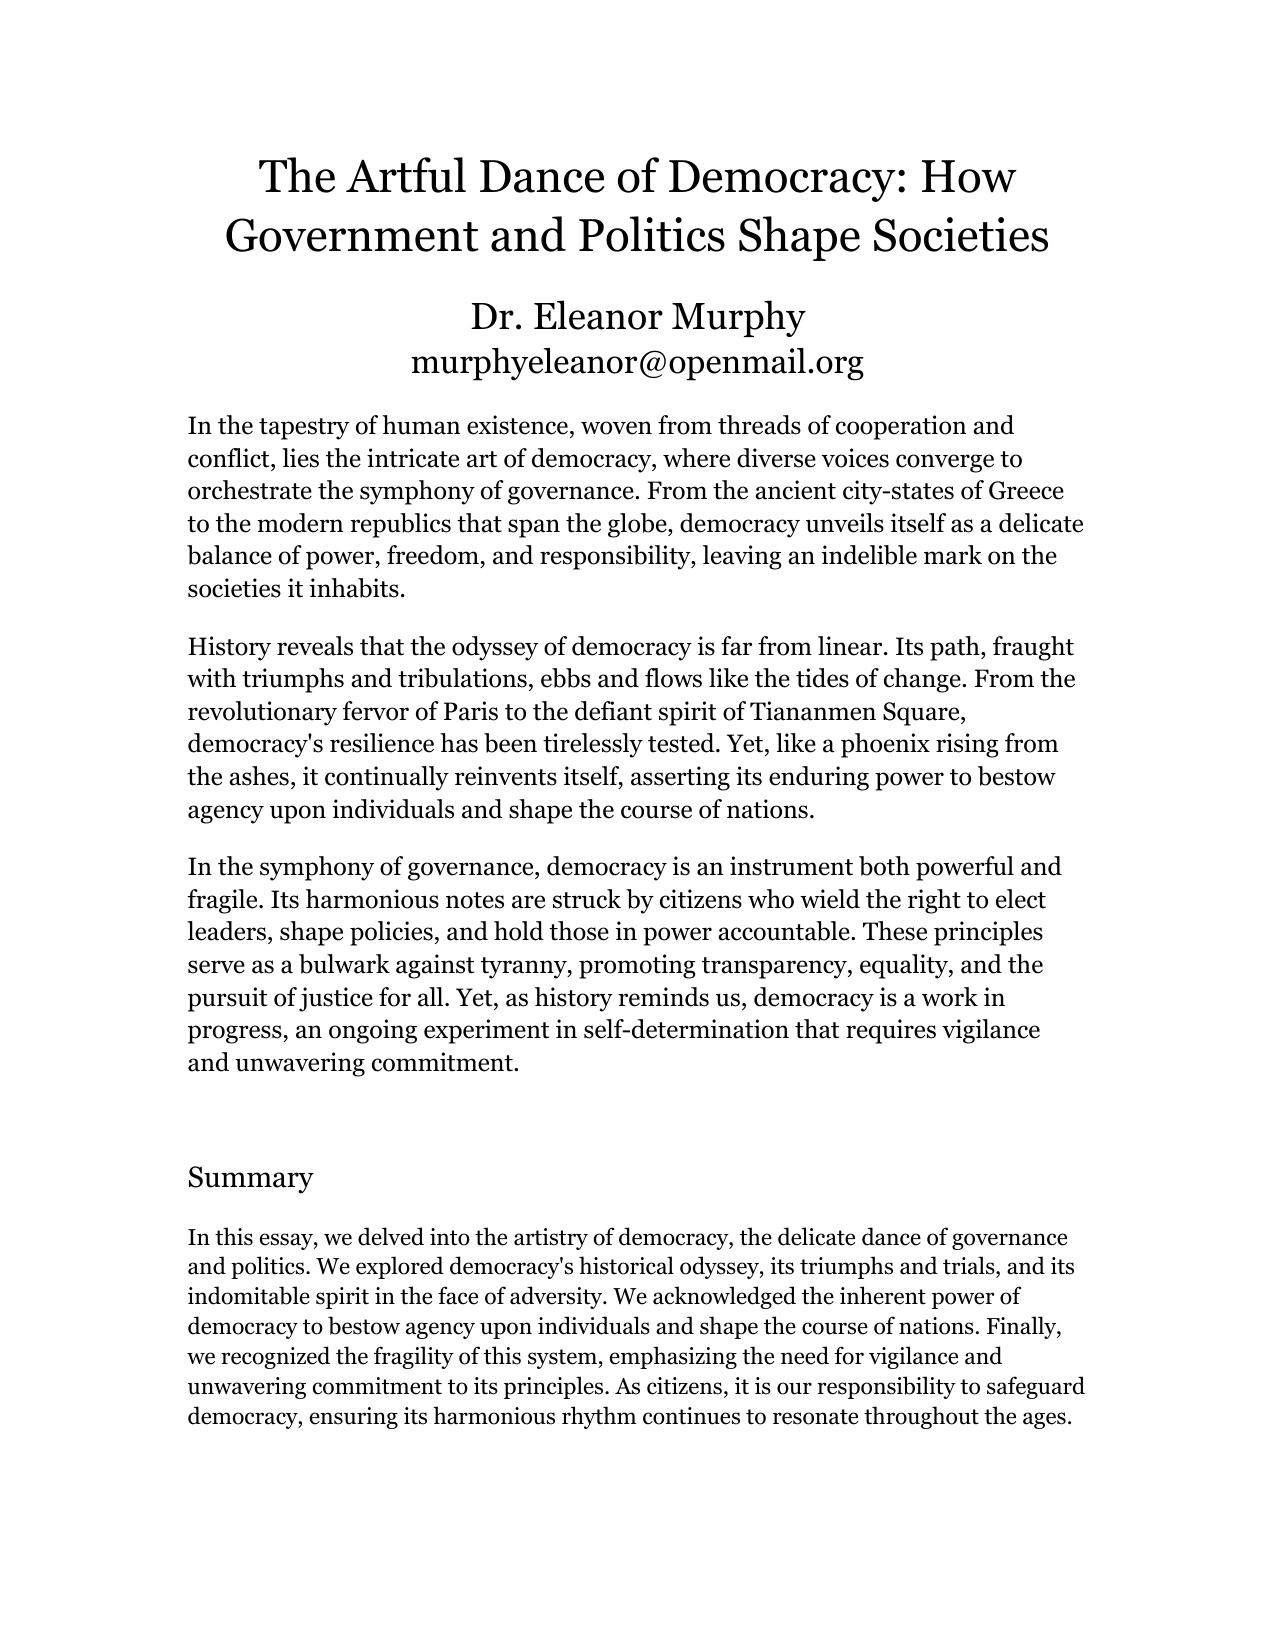 The Artful Dance of Democracy: How
Government and Politics Shape Societies
Dr. Eleanor Murphy
murphyeleanor@openmail.org
In the tapestry of human existence, woven from threads of cooperation and
conflict, lies the intricate art of democracy, where diverse voices converge to
orchestrate the symphony of governance. From the ancient city-states of Greece
to the modern republics that span the globe, democracy unveils itself as a delicate
balance of power, freedom, and responsibility, leaving an indelible mark on the
societies it inhabits.
History reveals that the odyssey of democracy is far from linear. Its path, fraught
with triumphs and tribulations, ebbs and flows like the tides of change. From the
revolutionary fervor of Paris to the defiant spirit of Tiananmen Square,
democracy's resilience has been tirelessly tested. Yet, like a phoenix rising from
the ashes, it continually reinvents itself, asserting its enduring power to bestow
agency upon individuals and shape the course of nations.
In the symphony of governance, democracy is an instrument both powerful and
fragile. Its harmonious notes are struck by citizens who wield the right to elect
leaders, shape policies, and hold those in power accountable. These principles
serve as a bulwark against tyranny, promoting transparency, equality, and the
pursuit of justice for all. Yet, as history reminds us, democracy is a work in
progress, an ongoing experiment in self-determination that requires vigilance
and unwavering commitment.
Summary
In this essay, we delved into the artistry of democracy, the delicate dance of governance
and politics. We explored democracy's historical odyssey, its triumphs and trials, and its
indomitable spirit in the face of adversity. We acknowledged the inherent power of
democracy to bestow agency upon individuals and shape the course of nations. Finally,
we recognized the fragility of this system, emphasizing the need for vigilance and
unwavering commitment to its principles. As citizens, it is our responsibility to safeguard
democracy, ensuring its harmonious rhythm continues to resonate throughout the ages.